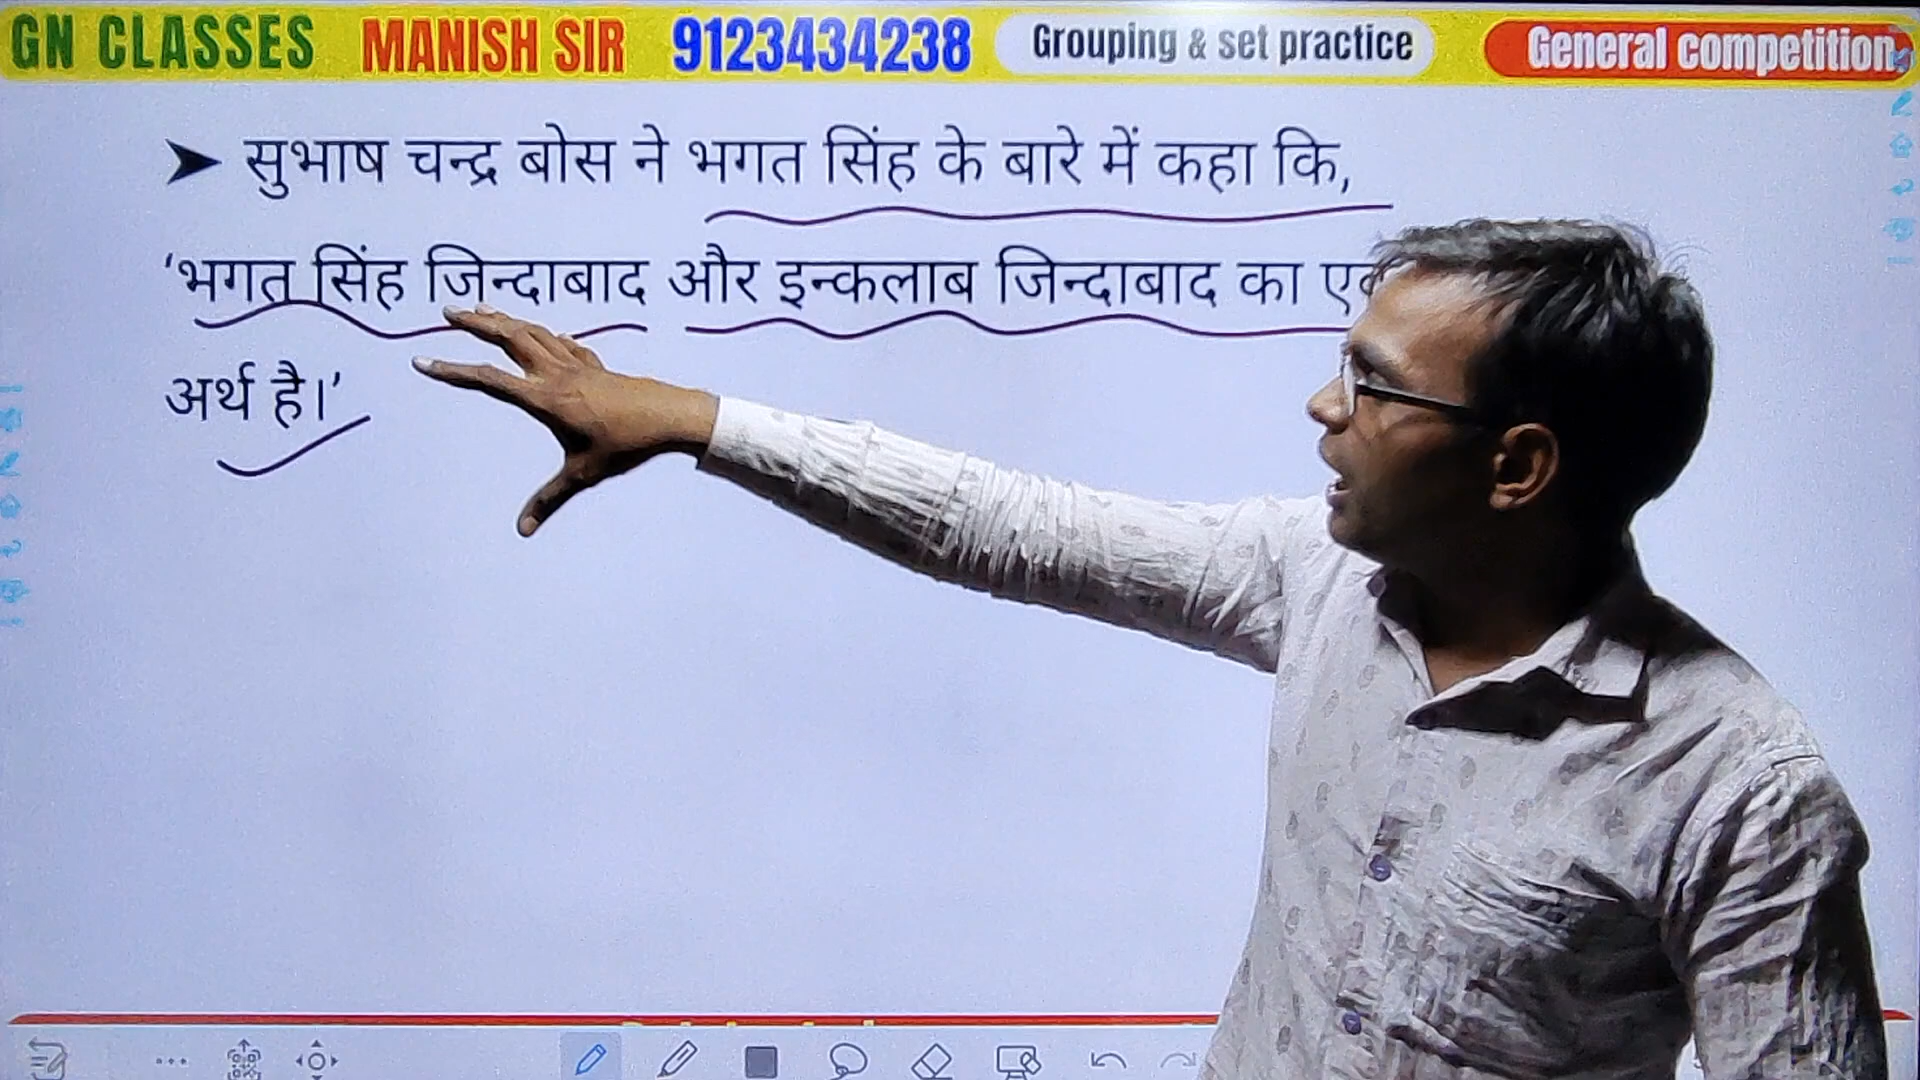 GN CLASSES MANISH SIR 9123434238 Grouping & set practice General competition
➤ सुभाष चन्द्र बोस ने भगत सिंह के बारे में कहा कि,
‘भगत सिंह जिन्दाबाद और इन्कलाब जिन्दाबाद का
अर्थ है।’